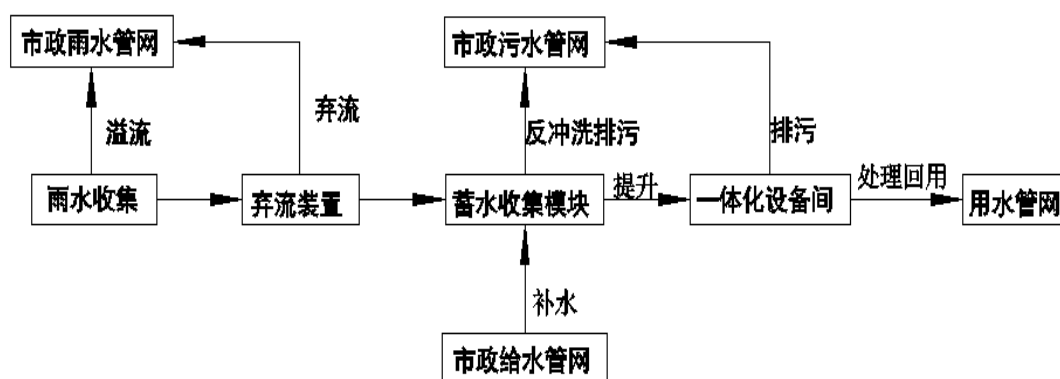 市政雨水管网
市政污水管网
溢流
弃流
反冲洗排污
排污
雨水收集
弃流装置
蓄水收集模块
提升
一体化设备间
处理回用
用水管网
补水
市政给水管网